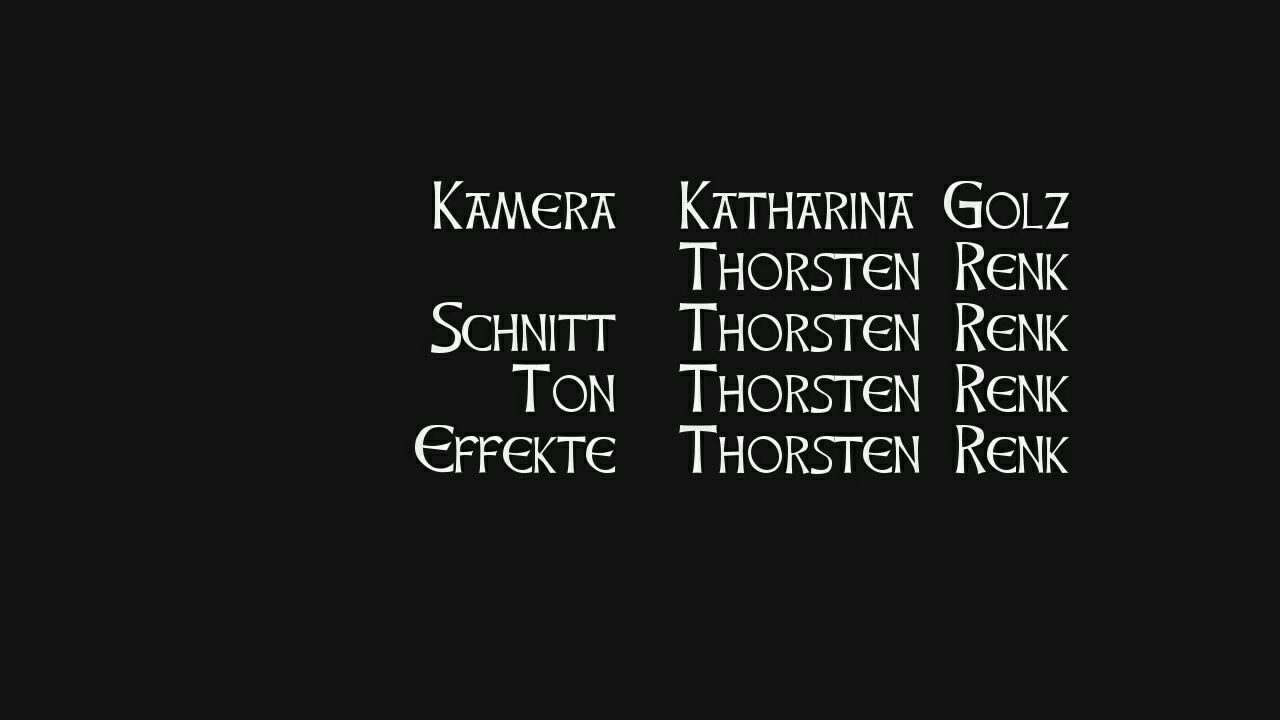 Kamera Katharina Golz
Thorsten Renk
Schnitt Thorsten Renk
Ton Thorsten Renk
Effekte Thorsten Renk